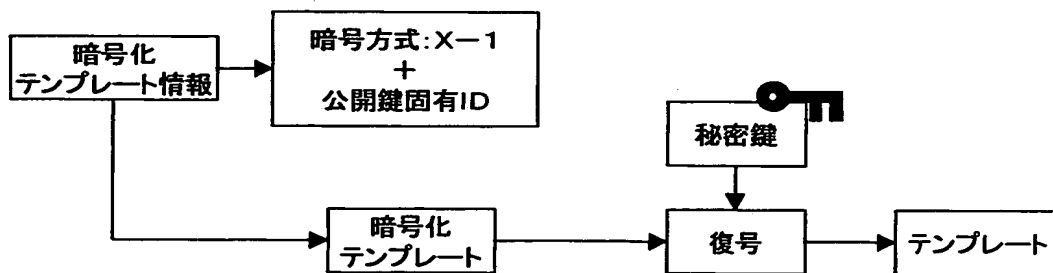 暗号化
テンプレート情報
暗号方式:X－1
+
公開鍵固有ID
秘密鍵
暗号化
テンプレート
復号
テンプレート